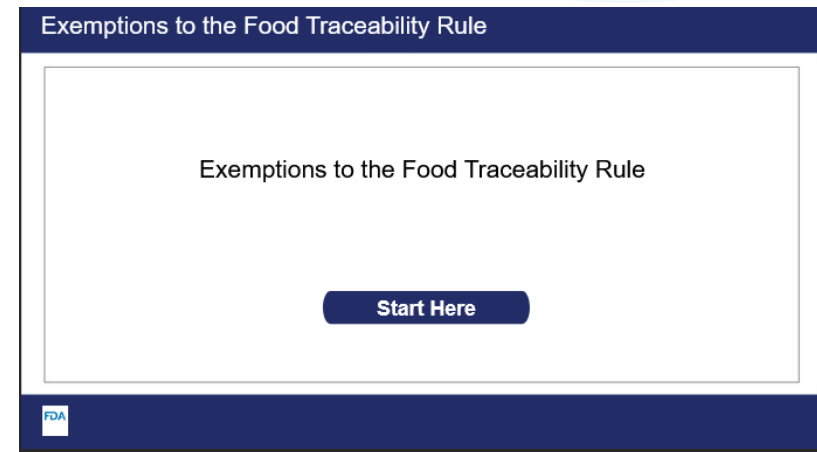 Exemptions to the Food Traceability Rule
Exemptions to the Food Traceability Rule
Start Here
FDA